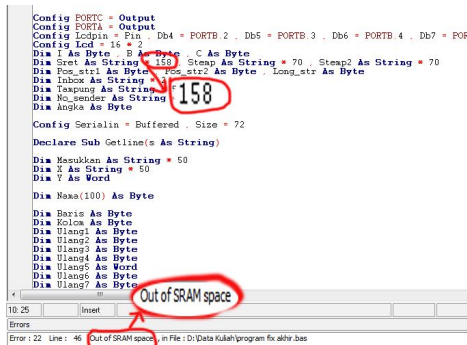 Config PORTC = Output
Config PORTA = Output
Config Lcdpin = Pin , Db4 = PORTB.2 , Db5 = PORTB.3 , Db6 = PORTB.4 , Db7 = POR
Config Lcd = 16 * 2
Dim I As Byte , B As Byte , C As Byte
Dim Sret As String * 158 , Stemp As String * 70 , Stemp2 As String * 70
Dim Pos_str1 As Byte , Pos_str2 As Byte , Long_str As Byte
Dim Inbox As String *
Dim Tampung As String
Dim No_sender As String
Dim Angka As Byte
158
Config Serialin = Buffered , Size = 72
Declare Sub Getline(s As String)
Dim Masukkan As String * 50
Dim X As String * 50
Dim Y As Word
Dim Nama(100) As Byte
Dim Baris As Byte
Dim Kolom As Byte
Dim Ulang1 As Byte
Dim Ulang2 As Byte
Dim Ulang3 As Byte
Dim Ulang4 As Byte
Dim Ulang5 As Word
Dim Ulang6 As Byte
Dim Ulang7 As Byte
Out of SRAM space
10: 25 Insert
Errors
Error : 22 Line : 46 Out of SRAM space , in File : D:\Data Kuliah\program fix akhir.bas